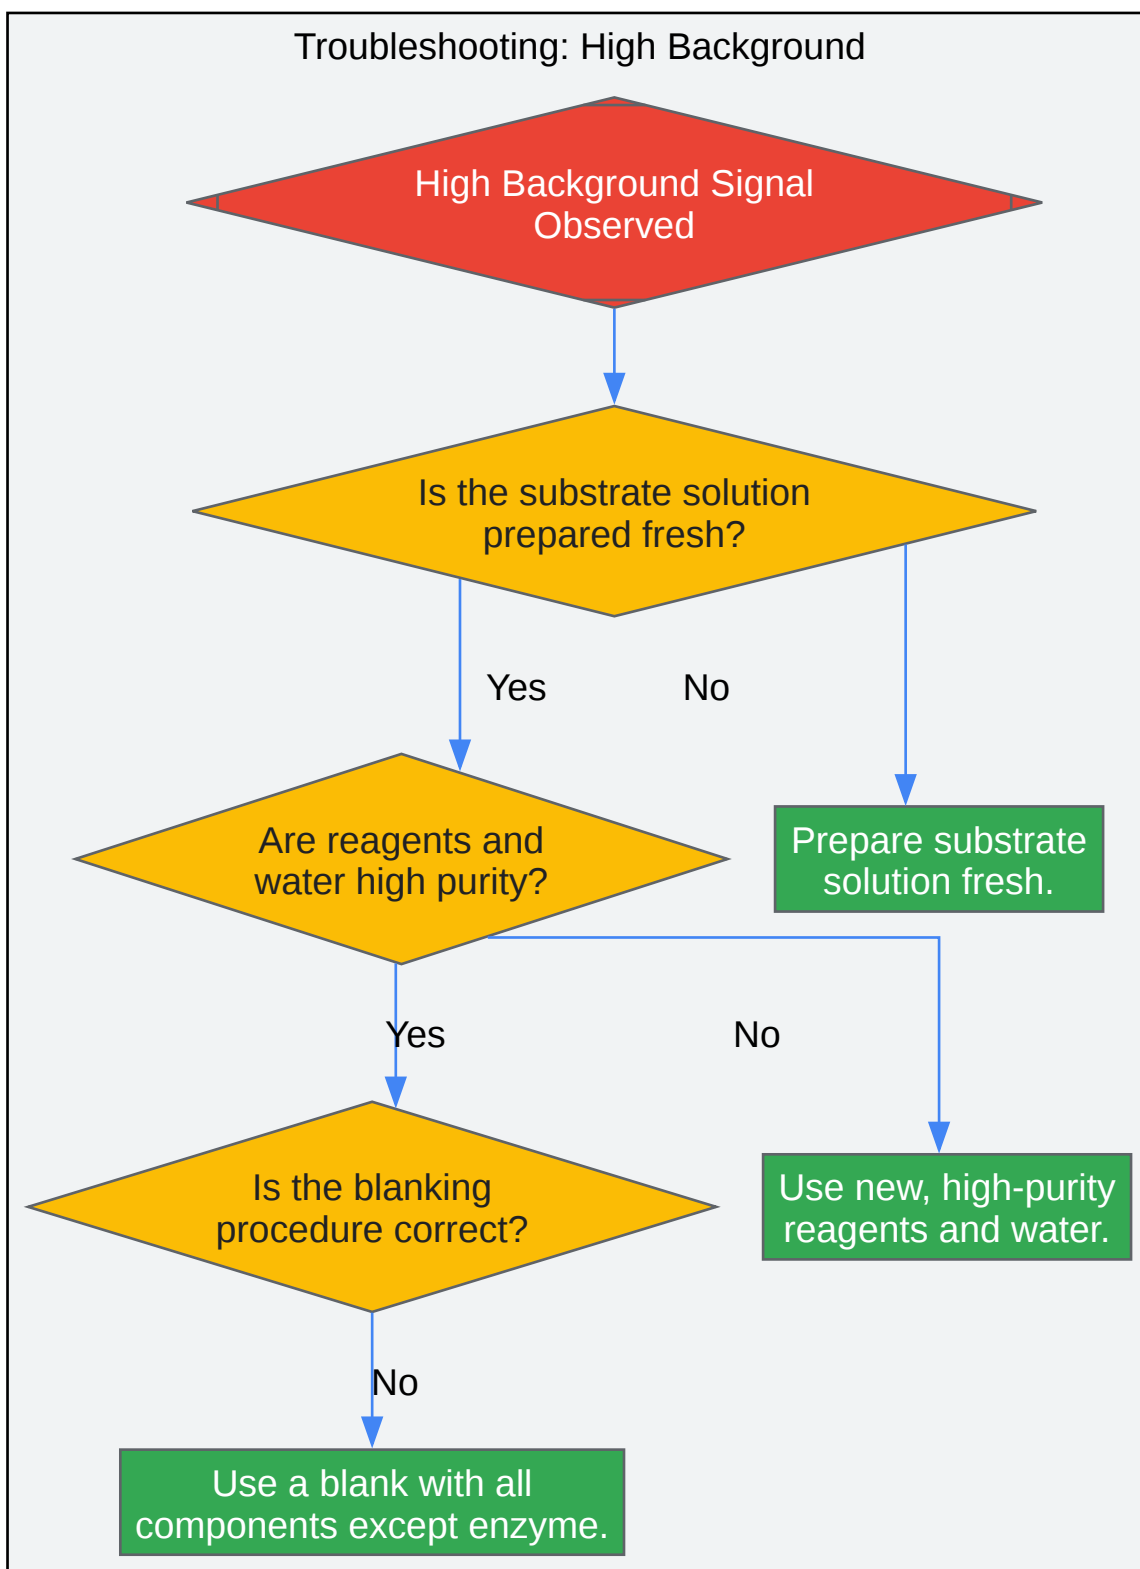 Troubleshooting: High Background
High Background Signal
Observed
Is the substrate solution
prepared fresh?
Yes
No
Are reagents and
water high purity?
Prepare substrate
solution fresh.
Yes
No
Is the blanking
procedure correct?
Use new, high-purity
reagents and water.
No
Use a blank with all
components except enzyme.